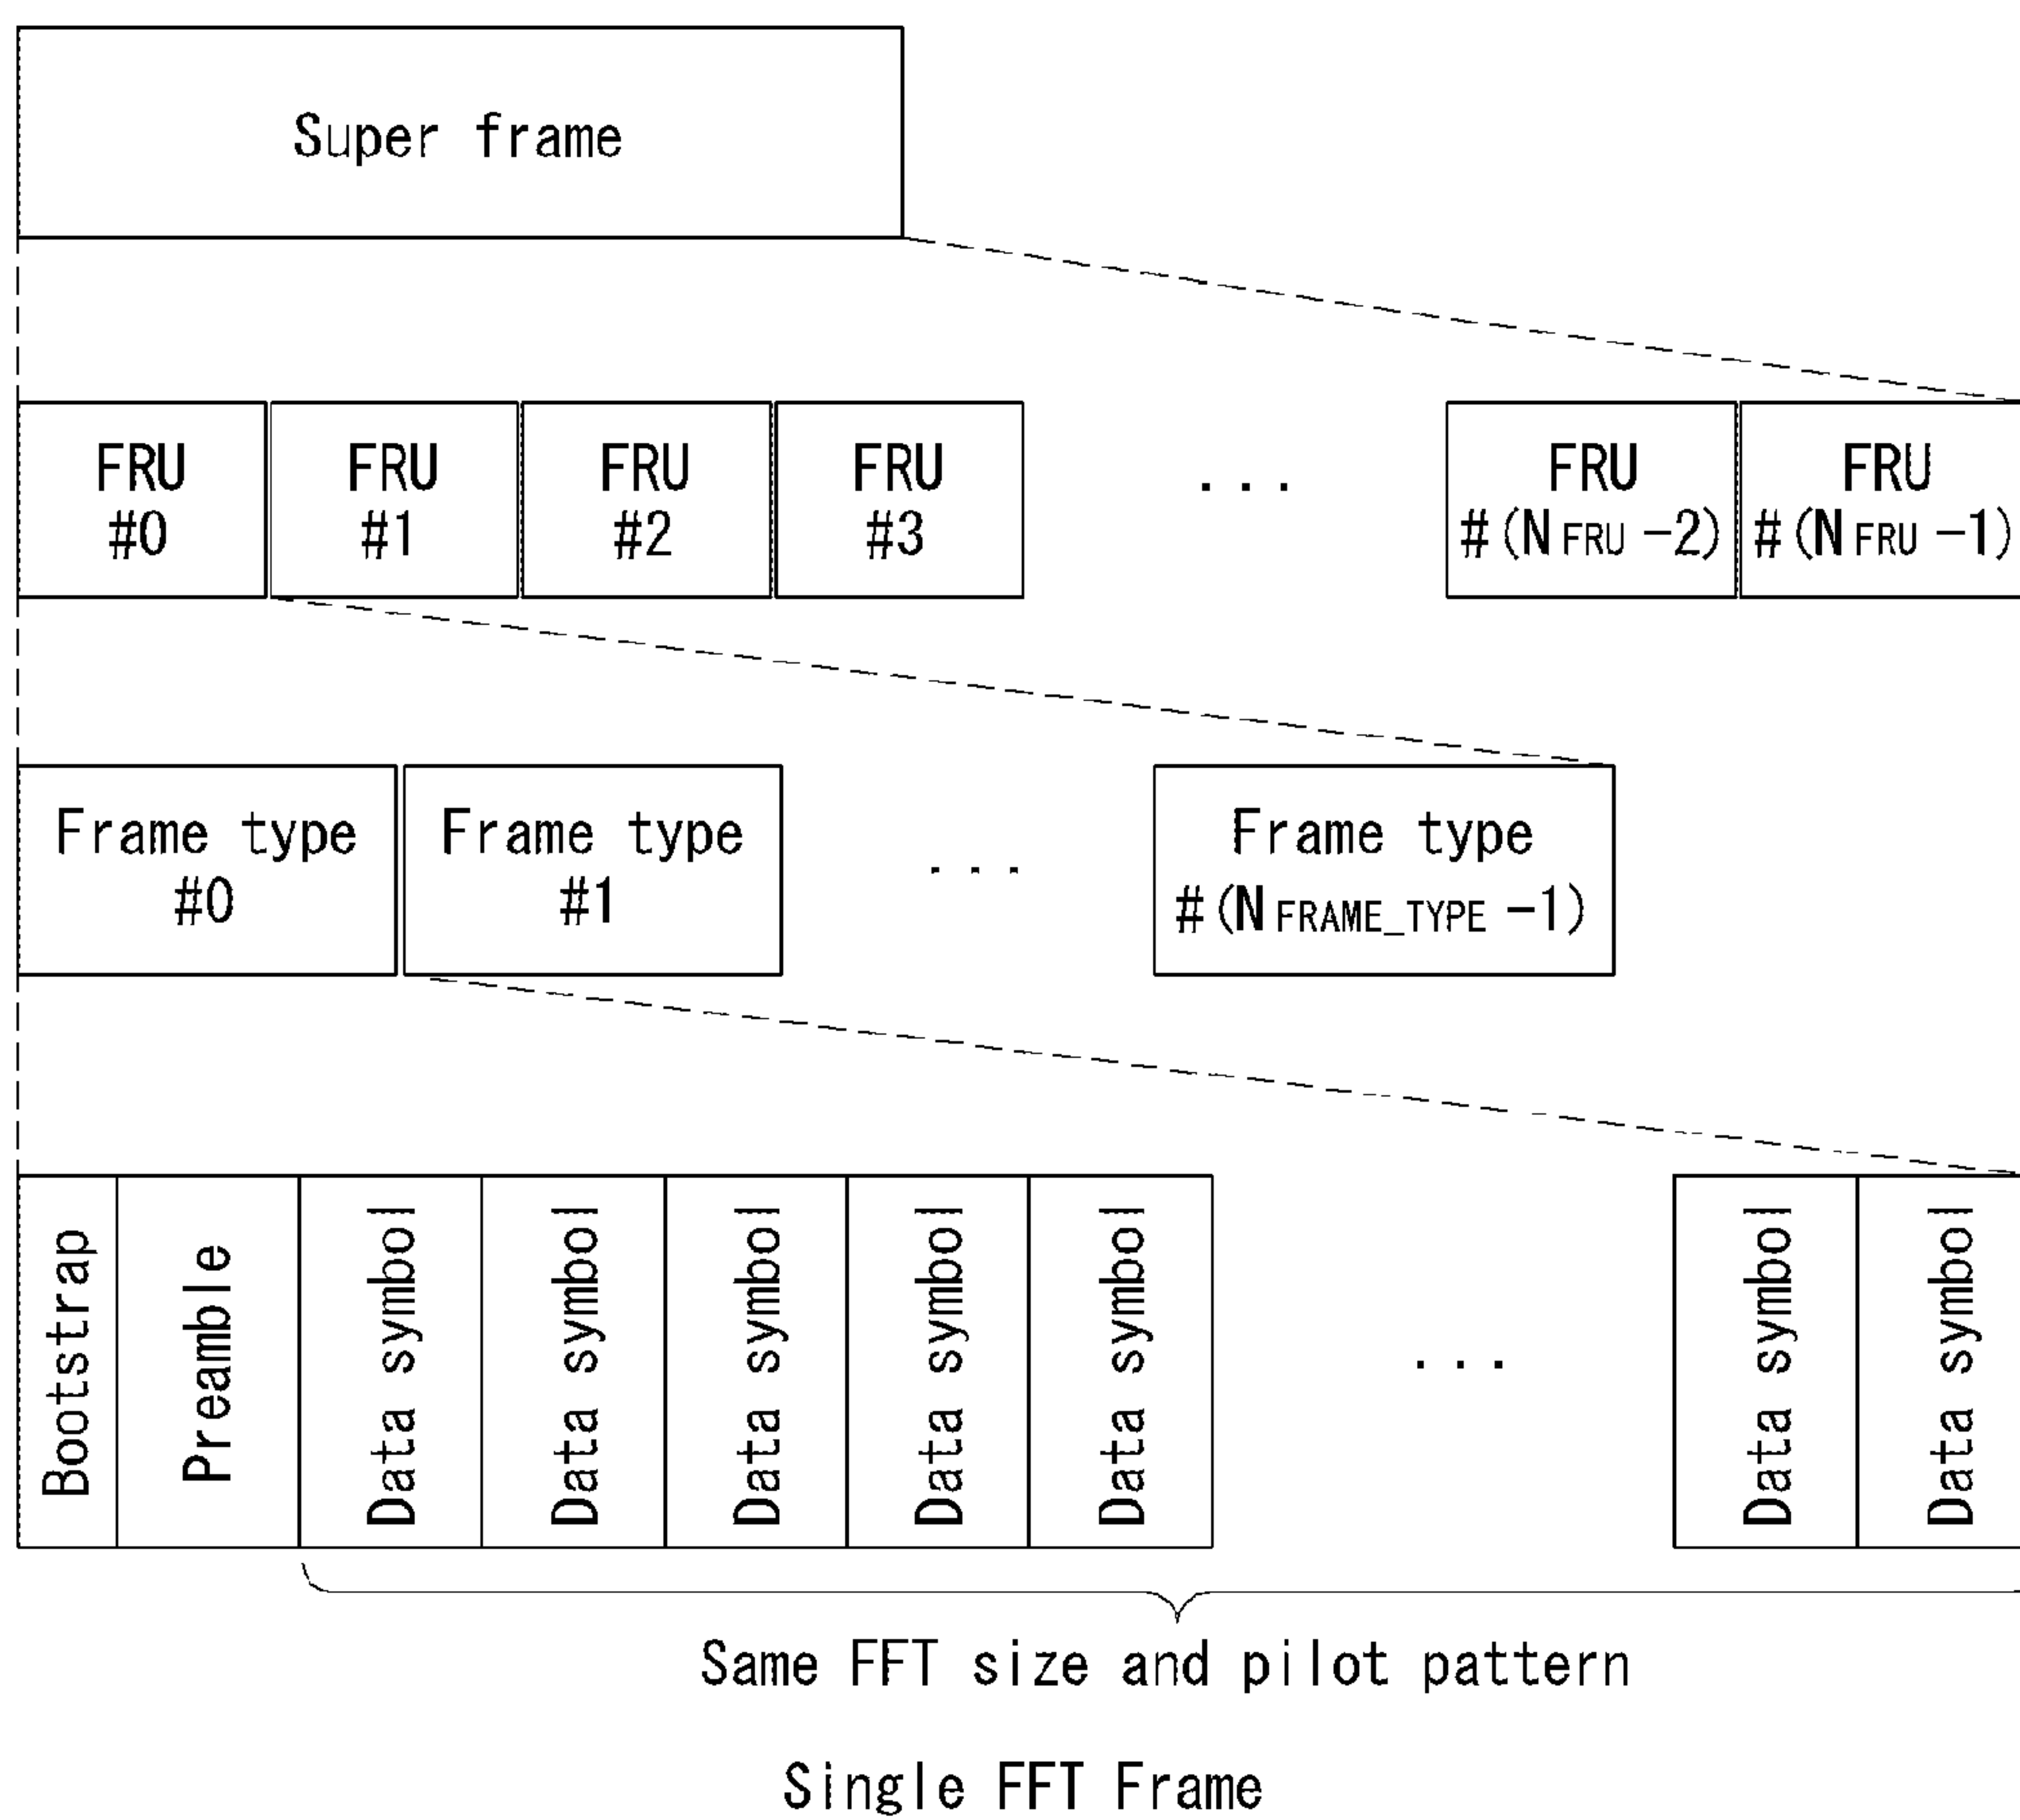 Super frame
FRU
#0
FRU
#1
FRU
#2
FRU
#3
...
FRU
#(NFRU -2)
FRU
#(NFRU -1)
Frame type
#0
Frame type
#1
...
Frame type
#(NFRAME_TYPE -1)
Bootstrap
Preamble
Data symbol
Data symbol
Data symbol
Data symbol
Data symbol
...
Data symbol
Data symbol
Same FFT size and pilot pattern
Single FFT Frame